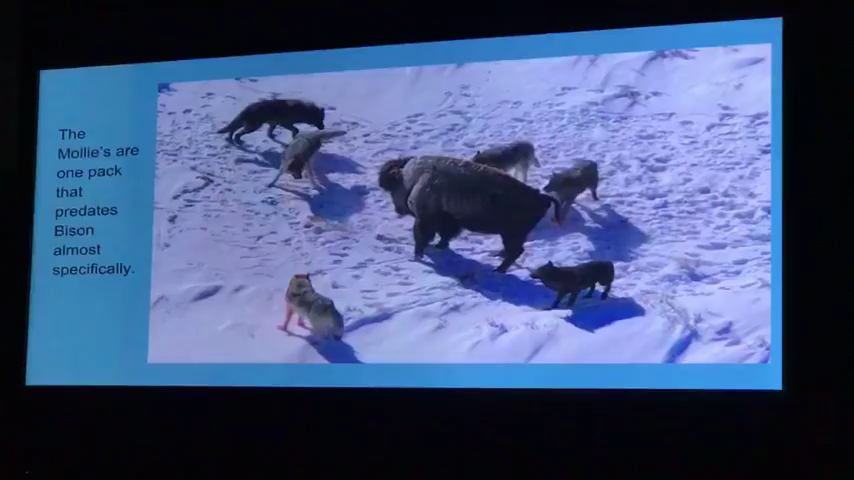 The
Mollie's are
one pack
that
predates
Bison
almost
specifically.